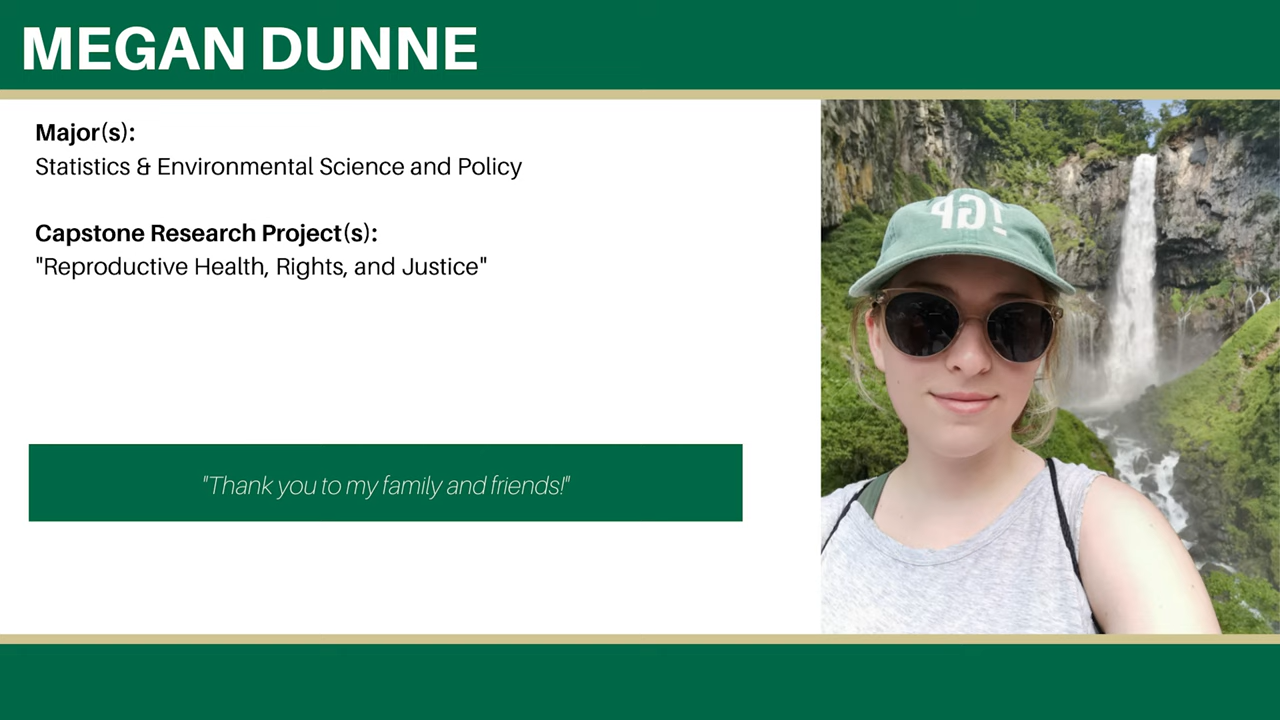 MEGAN DUNNE
Major(s):
Statistics & Environmental Science and Policy
Capstone Research Project(s):
"Reproductive Health, Rights, and Justice"
"Thank you to my family and friends!"